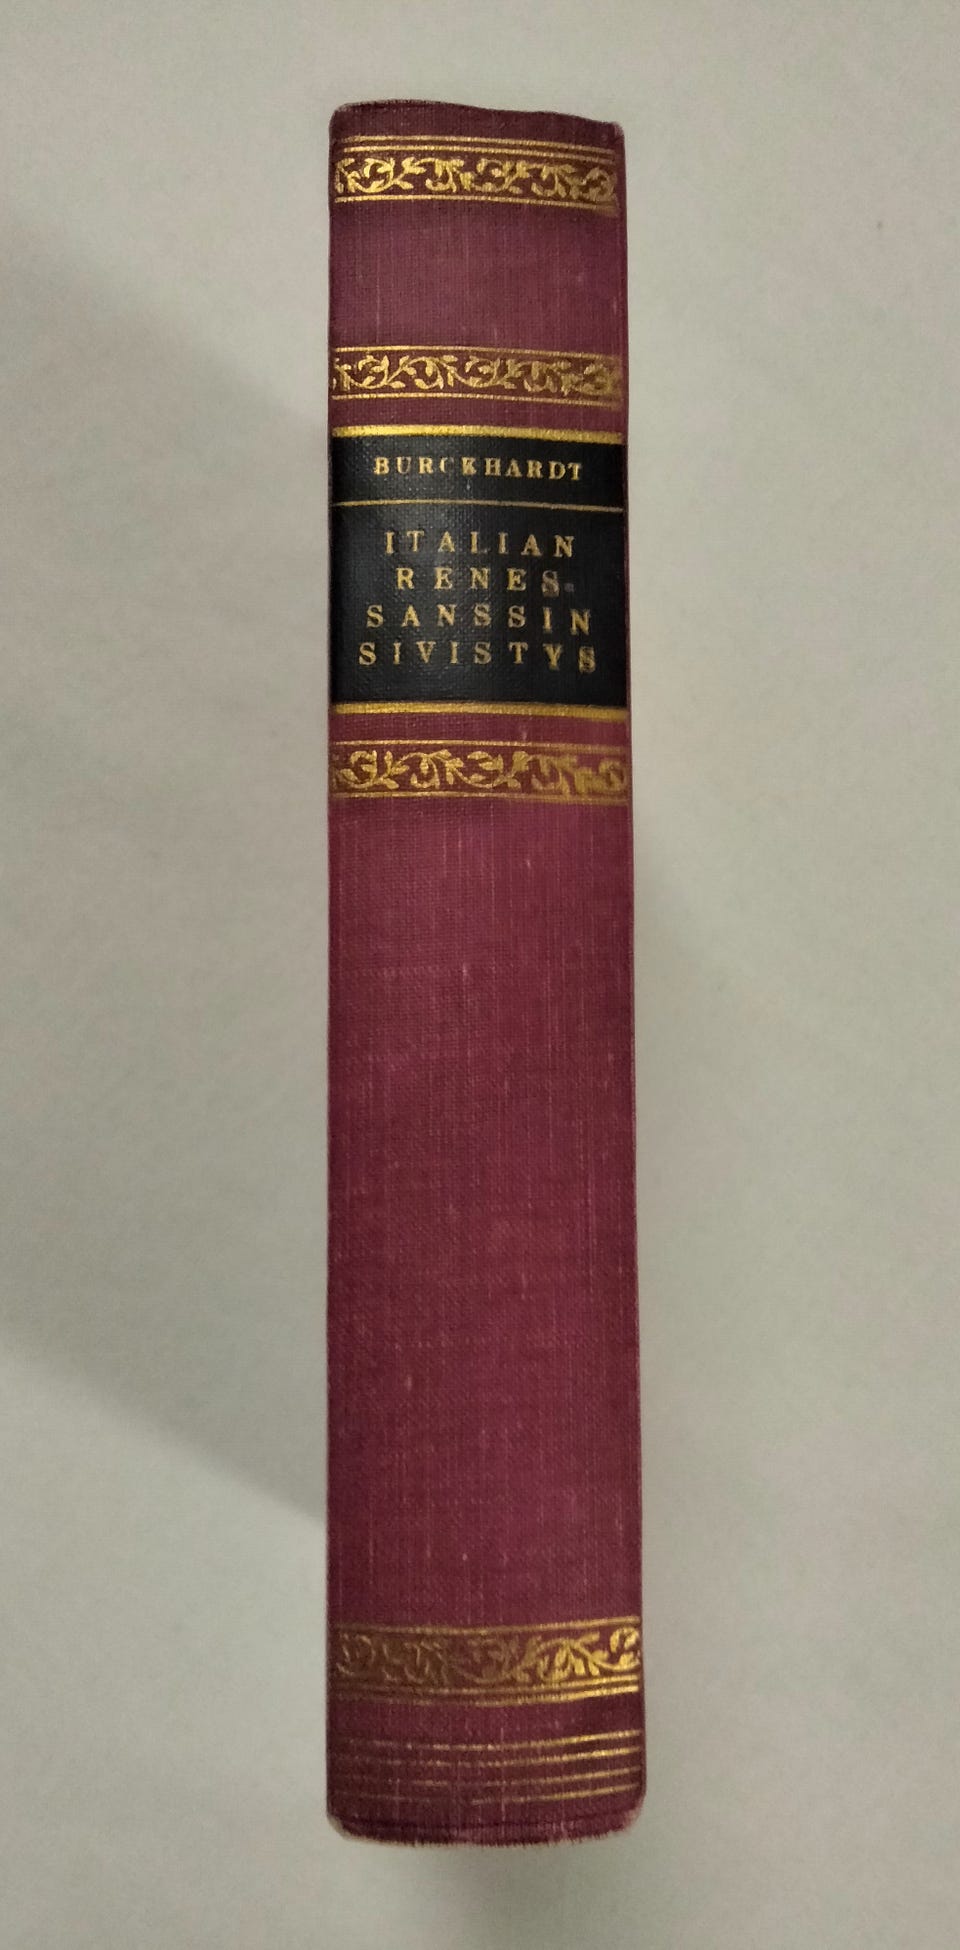 BURCKHARDT
ITALIAN
RENES-
SANSSIN
SIVISTYS